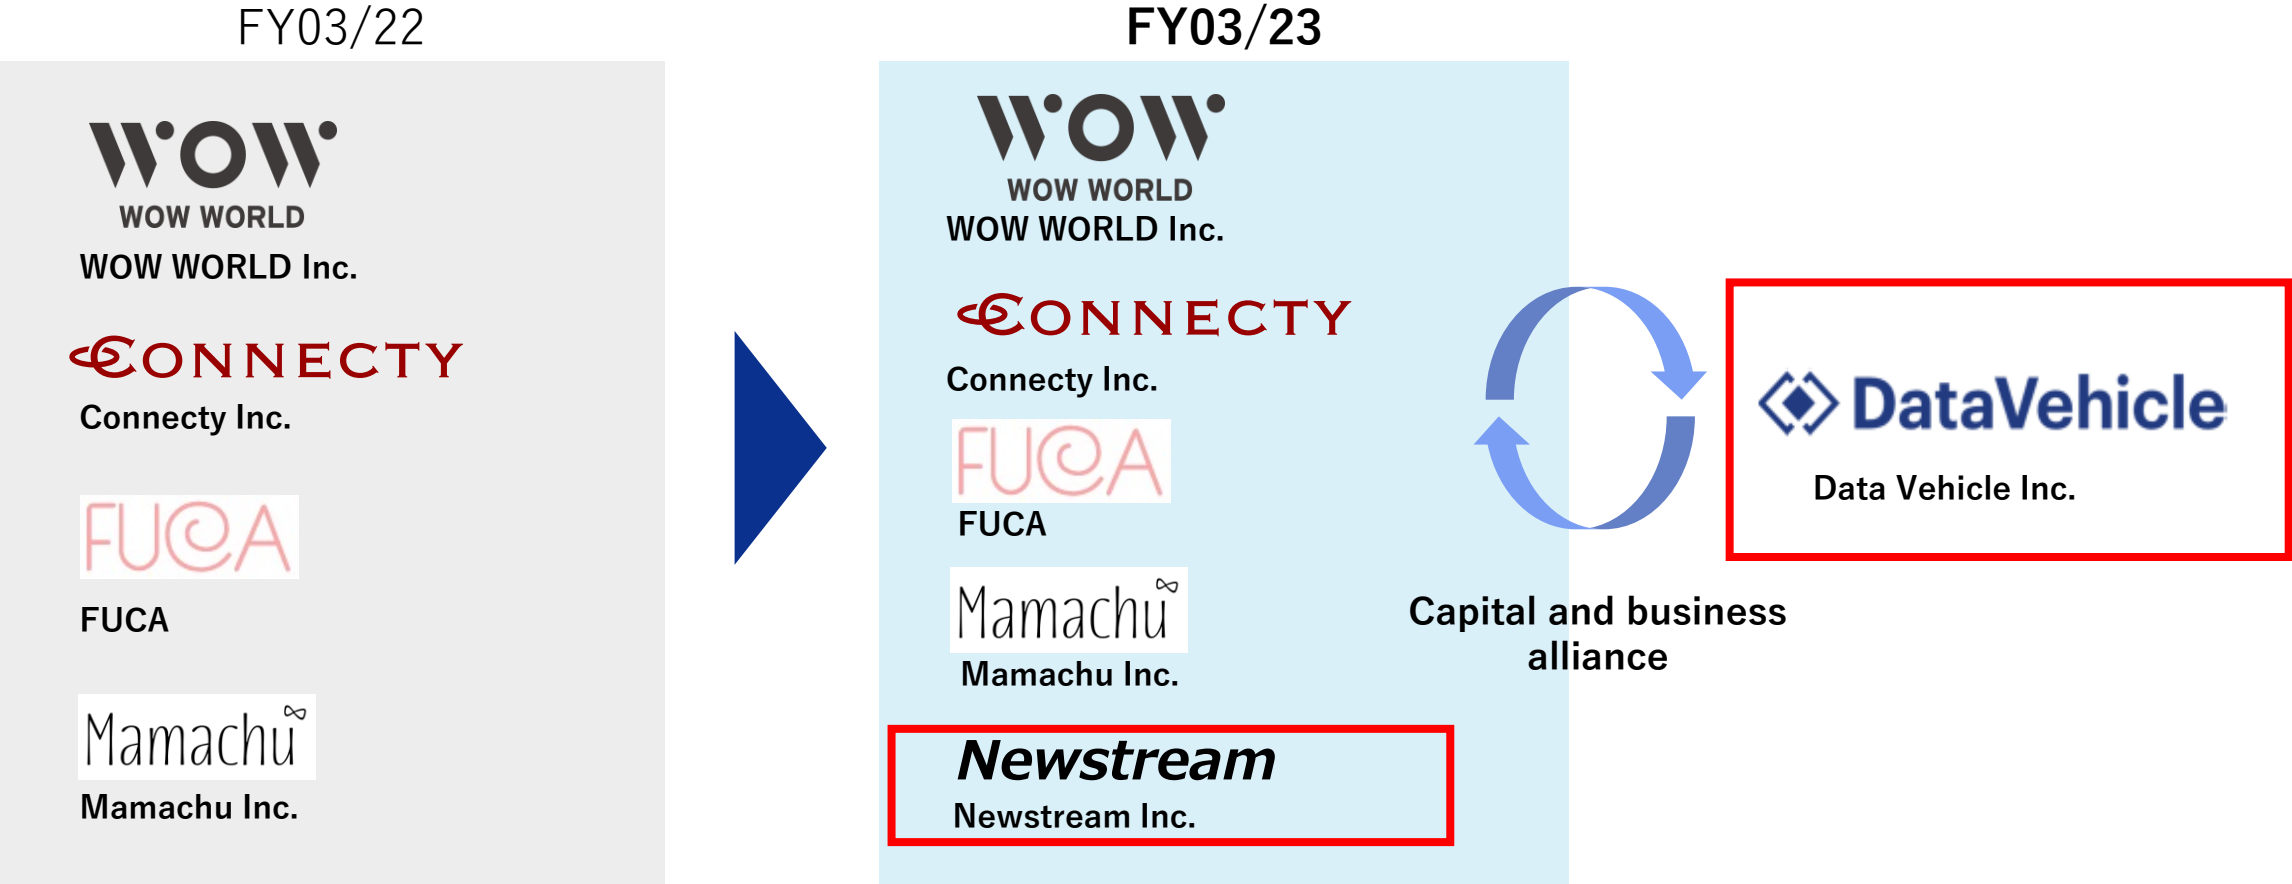 FY03/22
WOW
WOW WORLD
WOW WORLD Inc.
CONNECTY
Connecty Inc.
FUCA
FUCA
Mamachu
Mamachu Inc.
FY03/23
WOW
WOW WORLD
WOW WORLD Inc.
CONNECTY
Connecty Inc.
FUCA
FUCA
Mamachu
Mamachu Inc.
Newstream
Newstream Inc.
Capital and business
alliance
DataVehicle
Data Vehicle Inc.